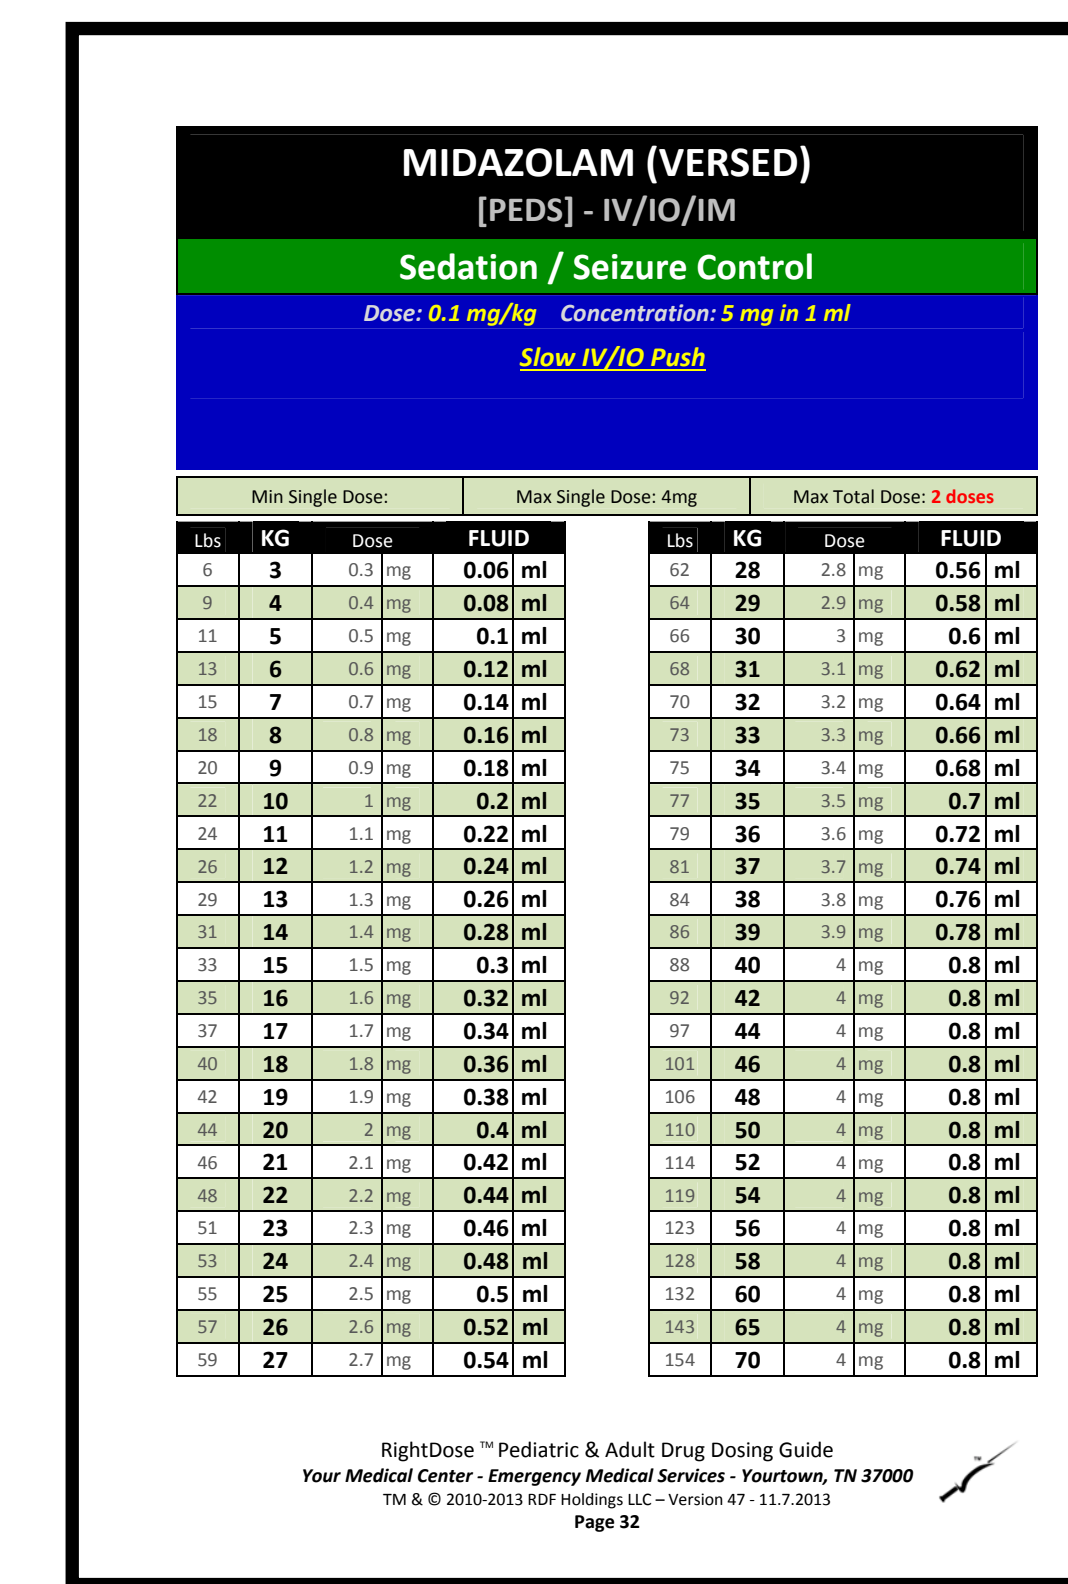 MIDAZOLAM (VERSED)
[PEDS] - IV/IO/IM
Sedation / Seizure Control
Dose: 0.1 mg/kg Concentration: 5 mg in 1 ml
Slow IV/IO Push
Min Single Dose: Max Single Dose: 4mg Max Total Dose: 2 doses
Lbs KG Dose FLUID
6 3 0.3 mg 0.06 ml
9 4 0.4 mg 0.08 ml
11 5 0.5 mg 0.1 ml
13 6 0.6 mg 0.12 ml
15 7 0.7 mg 0.14 ml
18 8 0.8 mg 0.16 ml
20 9 0.9 mg 0.18 ml
22 10 1 mg 0.2 ml
24 11 1.1 mg 0.22 ml
26 12 1.2 mg 0.24 ml
29 13 1.3 mg 0.26 ml
31 14 1.4 mg 0.28 ml
33 15 1.5 mg 0.3 ml
35 16 1.6 mg 0.32 ml
37 17 1.7 mg 0.34 ml
40 18 1.8 mg 0.36 ml
42 19 1.9 mg 0.38 ml
44 20 2 mg 0.4 ml
46 21 2.1 mg 0.42 ml
48 22 2.2 mg 0.44 ml
51 23 2.3 mg 0.46 ml
53 24 2.4 mg 0.48 ml
55 25 2.5 mg 0.5 ml
57 26 2.6 mg 0.52 ml
59 27 2.7 mg 0.54 ml
Lbs KG Dose FLUID
62 28 2.8 mg 0.56 ml
64 29 2.9 mg 0.58 ml
66 30 3 mg 0.6 ml
68 31 3.1 mg 0.62 ml
70 32 3.2 mg 0.64 ml
73 33 3.3 mg 0.66 ml
75 34 3.4 mg 0.68 ml
77 35 3.5 mg 0.7 ml
79 36 3.6 mg 0.72 ml
81 37 3.7 mg 0.74 ml
84 38 3.8 mg 0.76 ml
86 39 3.9 mg 0.78 ml
88 40 4 mg 0.8 ml
92 42 4 mg 0.8 ml
97 44 4 mg 0.8 ml
101 46 4 mg 0.8 ml
106 48 4 mg 0.8 ml
110 50 4 mg 0.8 ml
114 52 4 mg 0.8 ml
119 54 4 mg 0.8 ml
123 56 4 mg 0.8 ml
128 58 4 mg 0.8 ml
132 60 4 mg 0.8 ml
143 65 4 mg 0.8 ml
154 70 4 mg 0.8 ml
RightDose ™ Pediatric & Adult Drug Dosing Guide
Your Medical Center - Emergency Medical Services - Yourtown, TN 37000
TM & © 2010-2013 RDF Holdings LLC – Version 47 - 11.7.2013
Page 32
TM